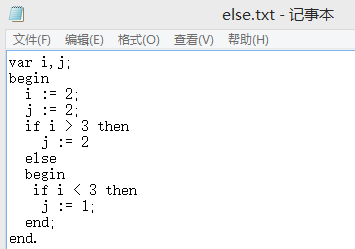 else.txt - 记事本
文件(F) 编辑(E) 格式(O) 查看(V) 帮助(H)
var i,j;
begin
  i := 2;
  j := 2;
  if i > 3 then
    j := 2
  else
  begin
   if i < 3 then
    j := 1;
  end;
end.